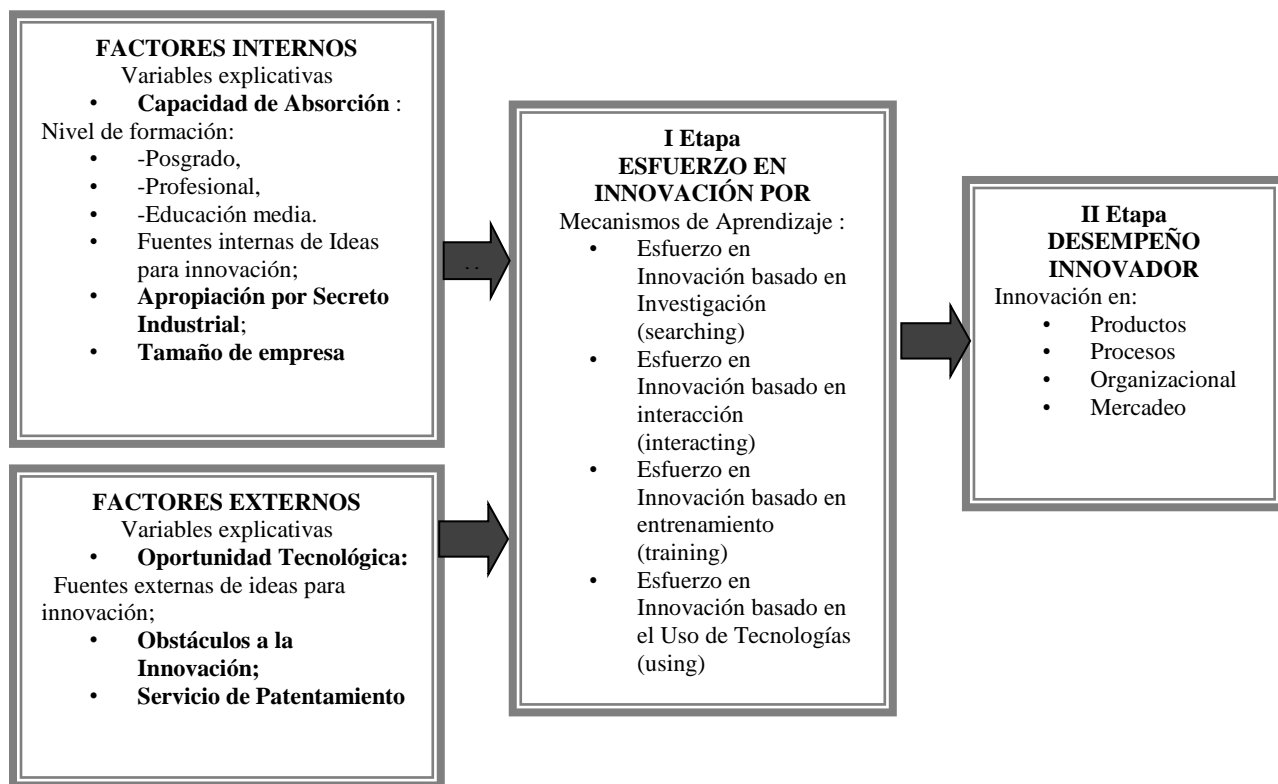 FACTORES INTERNOS
Variables explicativas
• Capacidad de Absorción :
Nivel de formación:
• -Posgrado,
• -Profesional,
• -Educación media.
• Fuentes internas de Ideas
para innovación;
• Apropiación por Secreto
Industrial;
• Tamaño de empresa
FACTORES EXTERNOS
Variables explicativas
• Oportunidad Tecnológica:
Fuentes externas de ideas para
innovación;
• Obstáculos a la
Innovación;
• Servicio de Patentamiento
. .
I Etapa
ESFUERZO EN
INNOVACIÓN POR
Mecanismos de Aprendizaje :
• Esfuerzo en
Innovación basado en
Investigación
(searching)
• Esfuerzo en
Innovación basado en
interacción
(interacting)
• Esfuerzo en
Innovación basado en
entrenamiento
(training)
• Esfuerzo en
Innovación basado en
el Uso de Tecnologías
(using)
II Etapa
DESEMPEÑO
INNOVADOR
Innovación en:
• Productos
• Procesos
• Organizacional
• Mercadeo